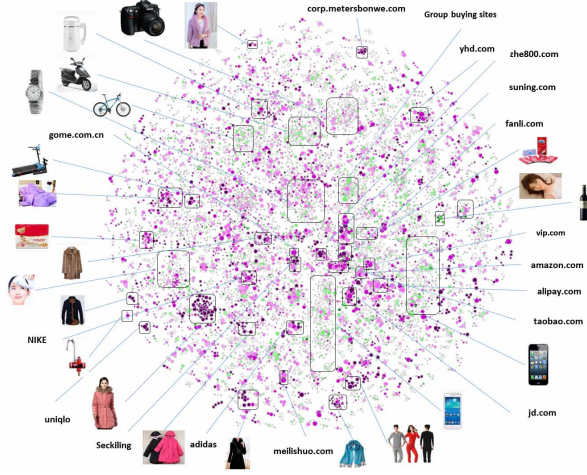 corp.metersbonwe.com
Group buying sites
yhd.com
zhe800.com
suning.com
fanli.com
gome.com.cn
vip.com
amazon.com
alipay.com
taobao.com
NIKE
jd.com
uniqlo
Seckiling
adidas
meilishuo.com